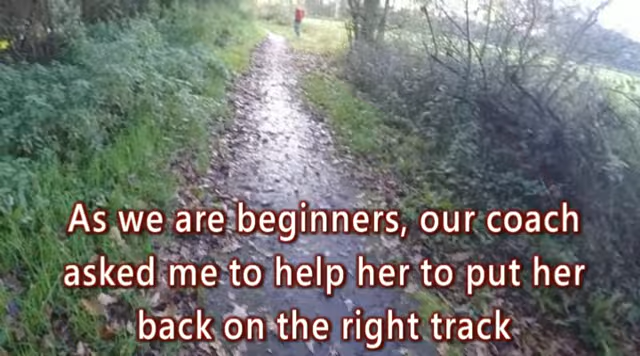 As we are beginners, our coach
asked me to help her to put her
back on the right track